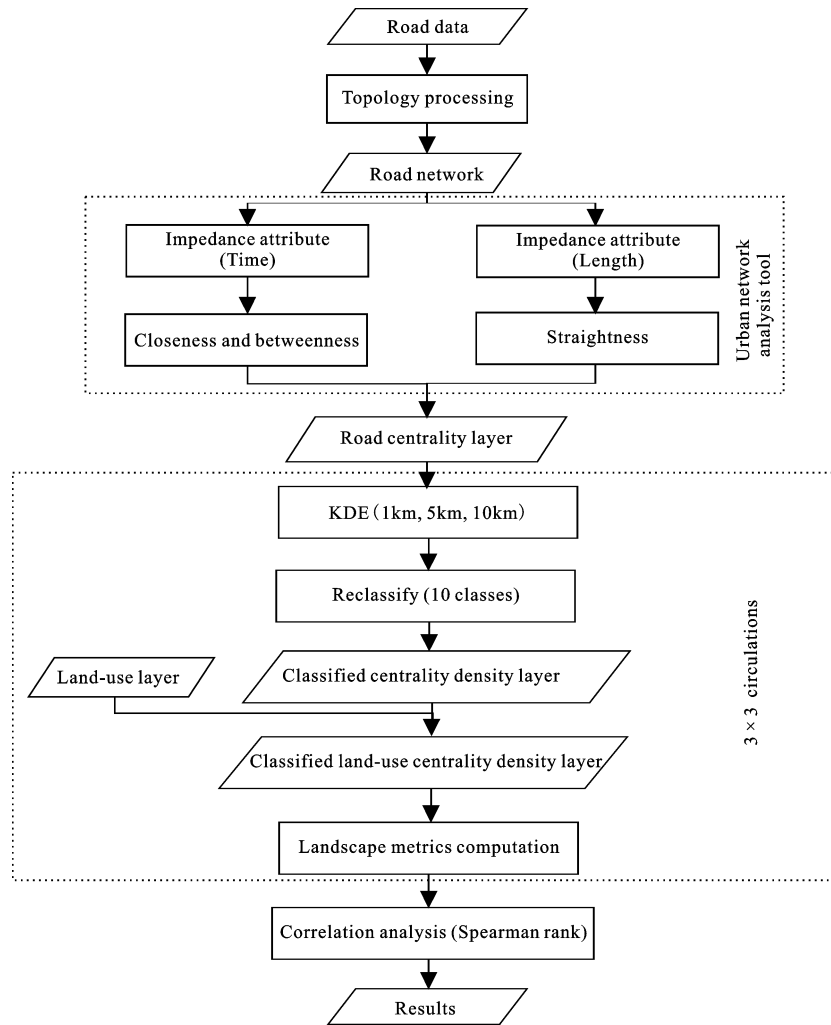 Road data
Topology processing
Road network
Impedance attribute
(Time)
Impedance attribute
(Length)
Closeness and betweenness
Straightness
Urban network
analysis tool
Road centrality layer
KDE (1km, 5km, 10km)
Reclassify (10 classes)
Land-use layer
Classified centrality density layer
Classified land-use centrality density layer
Landscape metrics computation
3 × 3 circulations
Correlation analysis (Spearman rank)
Results